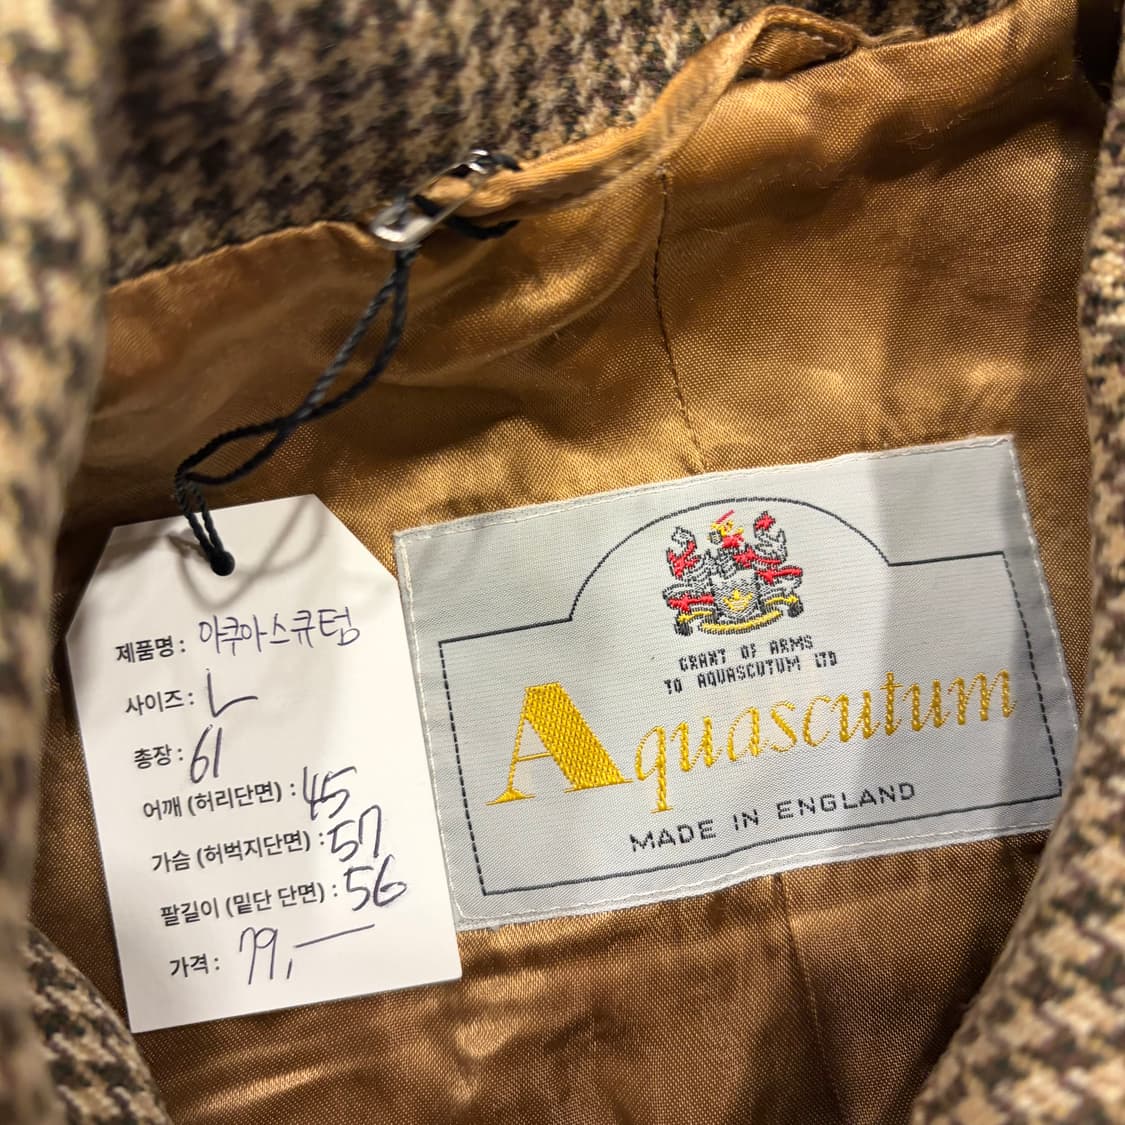 제품명: 아쿠아스큐텀
사이즈: L
총장: 61
어깨 (허리단면) : 45
가슴 (허벅지단면) : 57
팔길이 (밑단 단면) : 56
가격: 79,—
GRANT OF ARMS
TO AQUASCUTUM LTD
Aquascutum
MADE IN ENGLAND